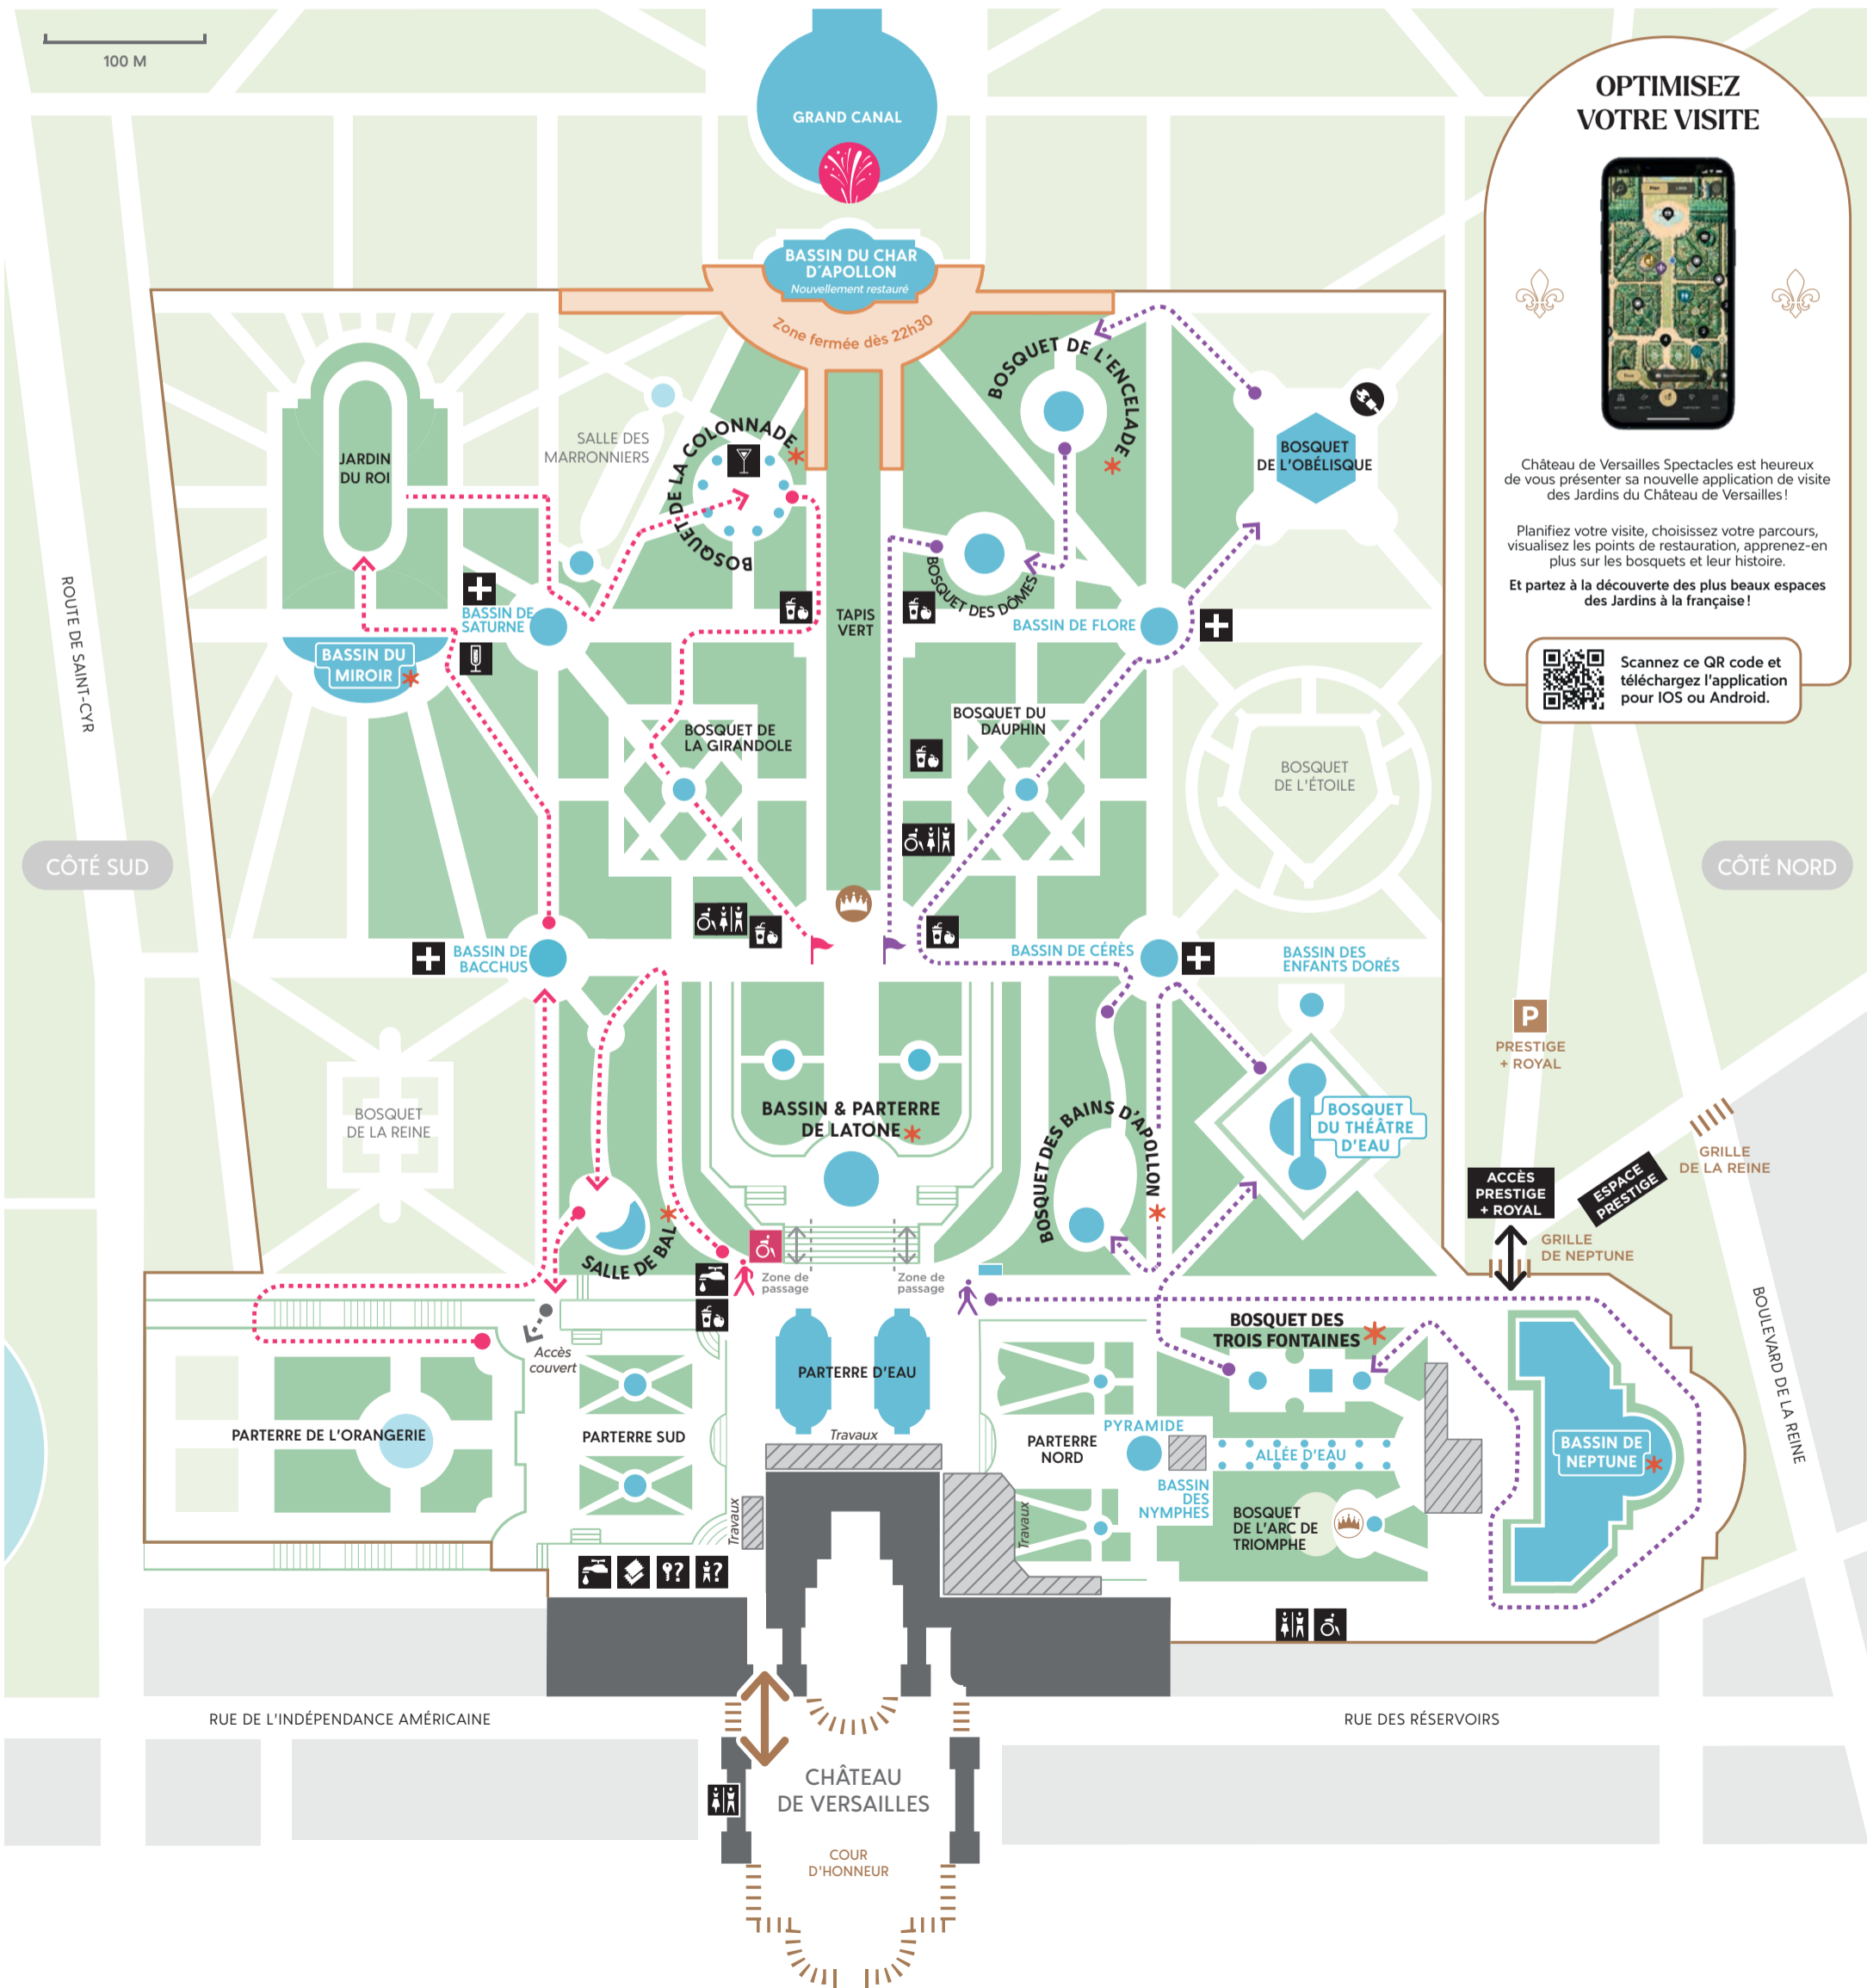 100 M
GRAND CANAL
OPTIMISEZ
VOTRE VISITE
BASSIN DU CHAR
D'APOLLON
Nouvellement restauré
Zone fermée dès 22h30
BOSQUET DE L'ENCELADE
SALLE DES
MARRONNIERS
BOSQUET DE LA COLONNADE
JARDIN
DU ROI
BOSQUET
DE L'OBÉLISQUE
Château de Versailles Spectacles est heureux
de vous présenter sa nouvelle application de visite
des Jardins du Château de Versailles !
Planifiez votre visite, choisissez votre parcours,
visualisez les points de restauration, apprenez-en
plus sur les bosquets et leur histoire.
Et partez à la découverte des plus beaux espaces
des Jardins à la française !
Scannez ce QR code et
téléchargez l'application
pour IOS ou Android.
ROUTE DE SAINT-CYR
BASSIN DE
SATURNE
TAPIS
VERT
BOSQUET DES DÔMES
BASSIN DE FLORE
BASSIN DU
MIROIR
BOSQUET DE
LA GIRANDOLE
BOSQUET DU
DAUPHIN
BOSQUET
DE L'ÉTOILE
CÔTÉ SUD
CÔTÉ NORD
BASSIN DE
BACCHUS
BASSIN DE CÉRÈS
BASSIN DES
ENFANTS DORÉS
P
PRESTIGE
+ ROYAL
BOSQUET
DE LA REINE
BASSIN & PARTERRE
DE LATONE
BOSQUET DES BAINS D'APOLLON
BOSQUET
DU THÉÂTRE
D'EAU
GRILLE
DE LA REINE
ACCÈS
PRESTIGE
+ ROYAL
ESPACE
PRESTIGE
GRILLE
DE NEPTUNE
SALLE DE BAL
Zone de
passage
Zone de
passage
BOULEVARD DE LA REINE
Accès
couvert
BOSQUET DES
TROIS FONTAINES
PARTERRE D'EAU
PARTERRE DE L'ORANGERIE
PARTERRE SUD
Travaux
PARTERRE
NORD
PYRAMIDE
ALLÉE D'EAU
BASSIN DE
NEPTUNE
BASSIN
DES
NYMPHES
Travaux
Travaux
BOSQUET
DE L'ARC DE
TRIOMPHE
? ?
RUE DE L'INDÉPENDANCE AMÉRICAINE
RUE DES RÉSERVOIRS
CHÂTEAU
DE VERSAILLES
COUR
D'HONNEUR